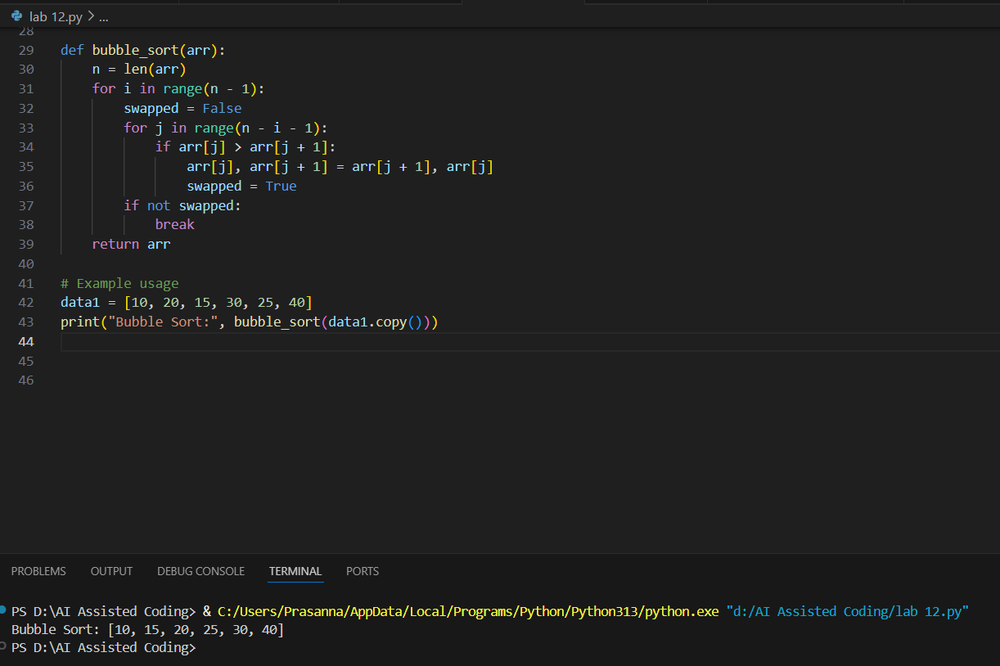 lab 12.py > ...
28
29 def bubble_sort(arr):
30     n = len(arr)
31     for i in range(n - 1):
32         swapped = False
33         for j in range(n - i - 1):
34             if arr[j] > arr[j + 1]:
35                 arr[j], arr[j + 1] = arr[j + 1], arr[j]
36                 swapped = True
37         if not swapped:
38             break
39     return arr
40
41 # Example usage
42 data1 = [10, 20, 15, 30, 25, 40]
43 print("Bubble Sort:", bubble_sort(data1.copy()))
44
45
46
PROBLEMS OUTPUT DEBUG CONSOLE TERMINAL PORTS
PS D:\AI Assisted Coding> & C:/Users/Prasanna/AppData/Local/Programs/Python/Python313/python.exe "d:/AI Assisted Coding/lab 12.py"
Bubble Sort: [10, 15, 20, 25, 30, 40]
PS D:\AI Assisted Coding>